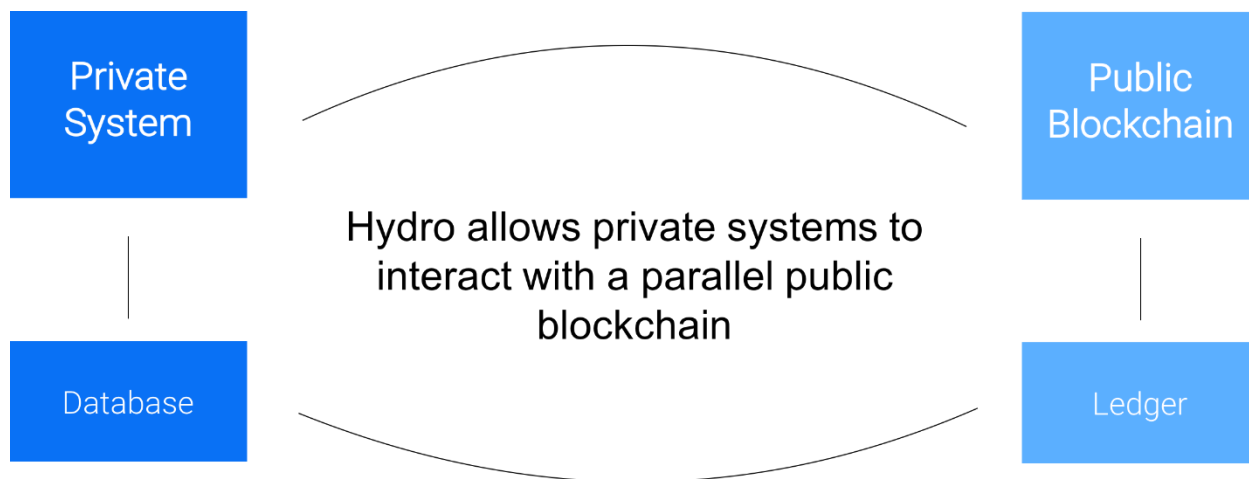 Private
System
Public
Blockchain
Hydro allows private systems to
interact with a parallel public
blockchain
Database
Ledger